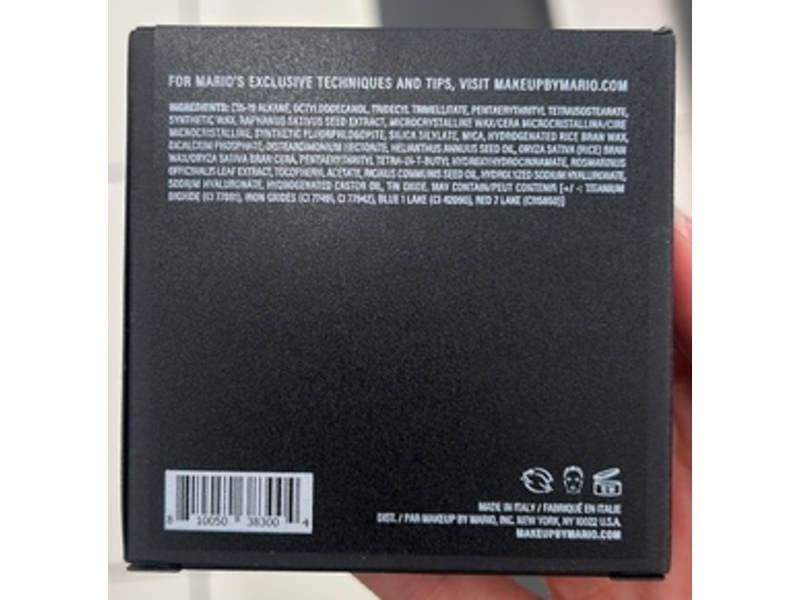 FOR MARIO'S EXCLUSIVE TECHNIQUES AND TIPS, VISIT MAKEUPBYMARIO.COM
INGREDIENTS: C15-19 ALKANE, OCTYLDODECANOL, TRIDECYL TRIMELLITATE, PENTAERYTHRITYL TETRAISOSTEARATE,
SYNTHETIC WAX, RAPHANUS SATIVUS SEED EXTRACT, MICROCRYSTALLINE WAX/CERA MICROCRISTALLINA/CIRE
MICROCRISTALLINE, SYNTHETIC FLUORPHLOGOPITE, SILICA SILYLATE, MICA, HYDROGENATED RICE BRAN WAX,
DICALCIUM PHOSPHATE, DISTEARDIMONIUM HECTORITE, HELIANTHUS ANNUUS SEED OIL, ORYZA SATIVA (RICE) BRAN
WAX/ORYZA SATIVA BRAN CERA, PENTAERYTHRITYL TETRA-DI-T-BUTYL HYDROXYHYDROCINNAMATE, ROSMARINUS
OFFICINALIS LEAF EXTRACT, TOCOPHERYL ACETATE, RICINUS COMMUNIS SEED OIL, HYDROLYZED SODIUM HYALURONATE,
SODIUM HYALURONATE, HYDROGENATED CASTOR OIL, TIN OXIDE. MAY CONTAIN/PEUT CONTENIR [+/ -: TITANIUM
DIOXIDE (CI 77891), IRON OXIDES (CI 77491, CI 77942), BLUE 1 LAKE (CI 42090), RED 7 LAKE (CI15850)]
8 10050 38300 4
MADE IN ITALY / FABRIQUÉ EN ITALIE
DIST. / PAR MAKEUP BY MARIO, INC. NEW YORK, NY 10022 U.S.A.
MAKEUPBYMARIO.COM